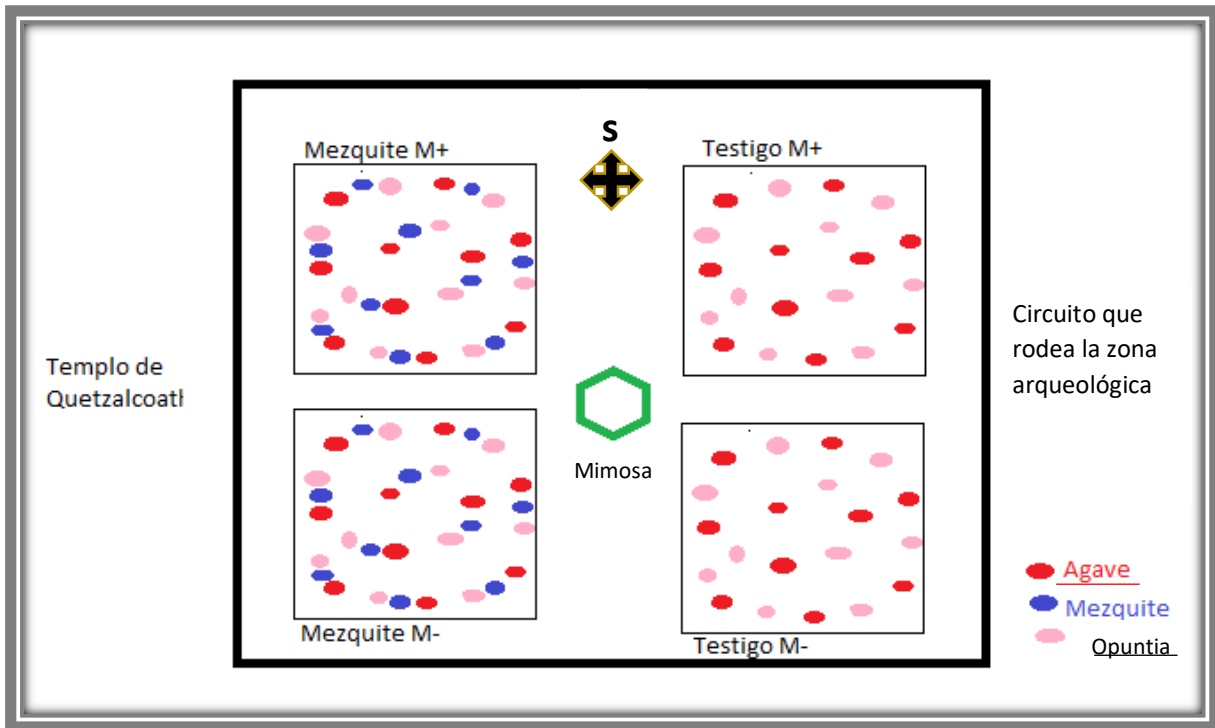 S
Mezquite M+
Testigo M+
Templo de
Quetzalcoatl
Circuito que
rodea la zona
arqueológica
Mimosa
Mezquite M-
Testigo M-
Agave
Mezquite
Opuntia